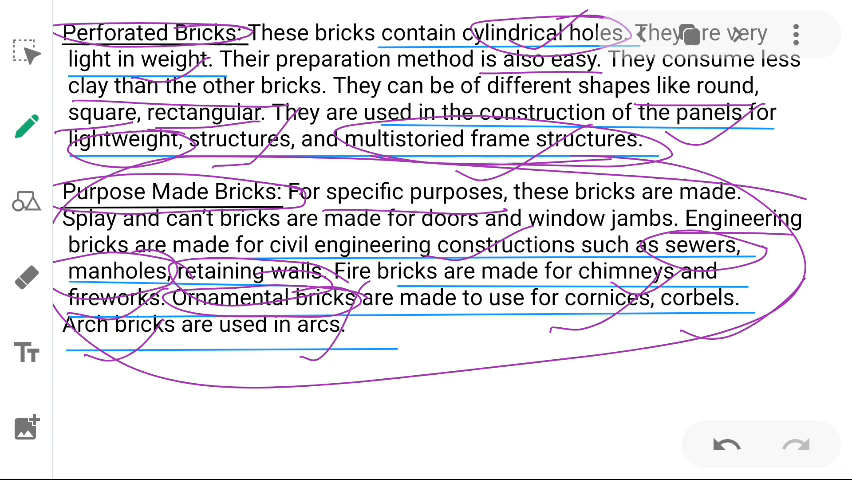 Perforated Bricks: These bricks contain cylindrical holes. They are very
light in weight. Their preparation method is also easy. They consume less
clay than the other bricks. They can be of different shapes like round,
square, rectangular. They are used in the construction of the panels for
lightweight, structures, and multistoried frame structures.
Purpose Made Bricks: For specific purposes, these bricks are made.
Splay and can't bricks are made for doors and window jambs. Engineering
bricks are made for civil engineering constructions such as sewers,
manholes, retaining walls. Fire bricks are made for chimneys and
fireworks. Ornamental bricks are made to use for cornices, corbels.
Arch bricks are used in arcs.
TT